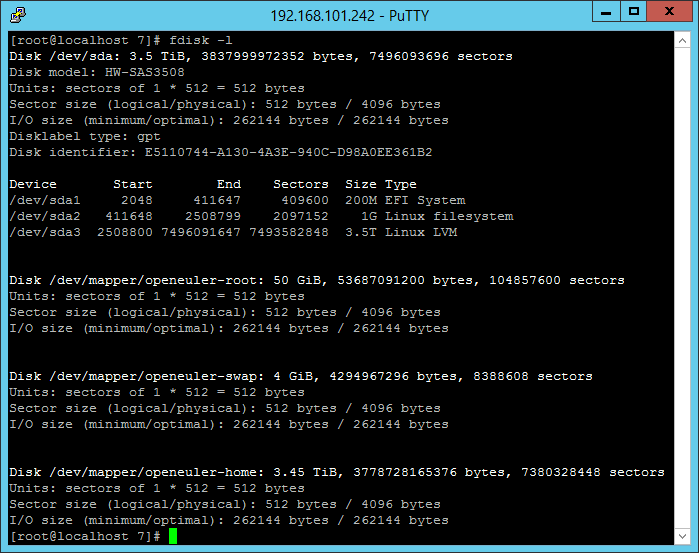 192.168.101.242 - PuTTY
[root@localhost 7]# fdisk -l
Disk /dev/sda: 3.5 TiB, 3837999972352 bytes, 7496093696 sectors
Disk model: HW-SAS3508
Units: sectors of 1 * 512 = 512 bytes
Sector size (logical/physical): 512 bytes / 4096 bytes
I/O size (minimum/optimal): 262144 bytes / 262144 bytes
Disklabel type: gpt
Disk identifier: E5110744-A130-4A3E-940C-D98A0EE361B2
Device       Start        End    Sectors  Size Type
/dev/sda1     2048     411647     409600  200M EFI System
/dev/sda2   411648    2508799    2097152    1G Linux filesystem
/dev/sda3  2508800 7496091647 7493582848  3.5T Linux LVM
Disk /dev/mapper/openeuler-root: 50 GiB, 53687091200 bytes, 104857600 sectors
Units: sectors of 1 * 512 = 512 bytes
Sector size (logical/physical): 512 bytes / 4096 bytes
I/O size (minimum/optimal): 262144 bytes / 262144 bytes
Disk /dev/mapper/openeuler-swap: 4 GiB, 4294967296 bytes, 8388608 sectors
Units: sectors of 1 * 512 = 512 bytes
Sector size (logical/physical): 512 bytes / 4096 bytes
I/O size (minimum/optimal): 262144 bytes / 262144 bytes
Disk /dev/mapper/openeuler-home: 3.45 TiB, 3778728165376 bytes, 7380328448 sectors
Units: sectors of 1 * 512 = 512 bytes
Sector size (logical/physical): 512 bytes / 4096 bytes
I/O size (minimum/optimal): 262144 bytes / 262144 bytes
[root@localhost 7]#